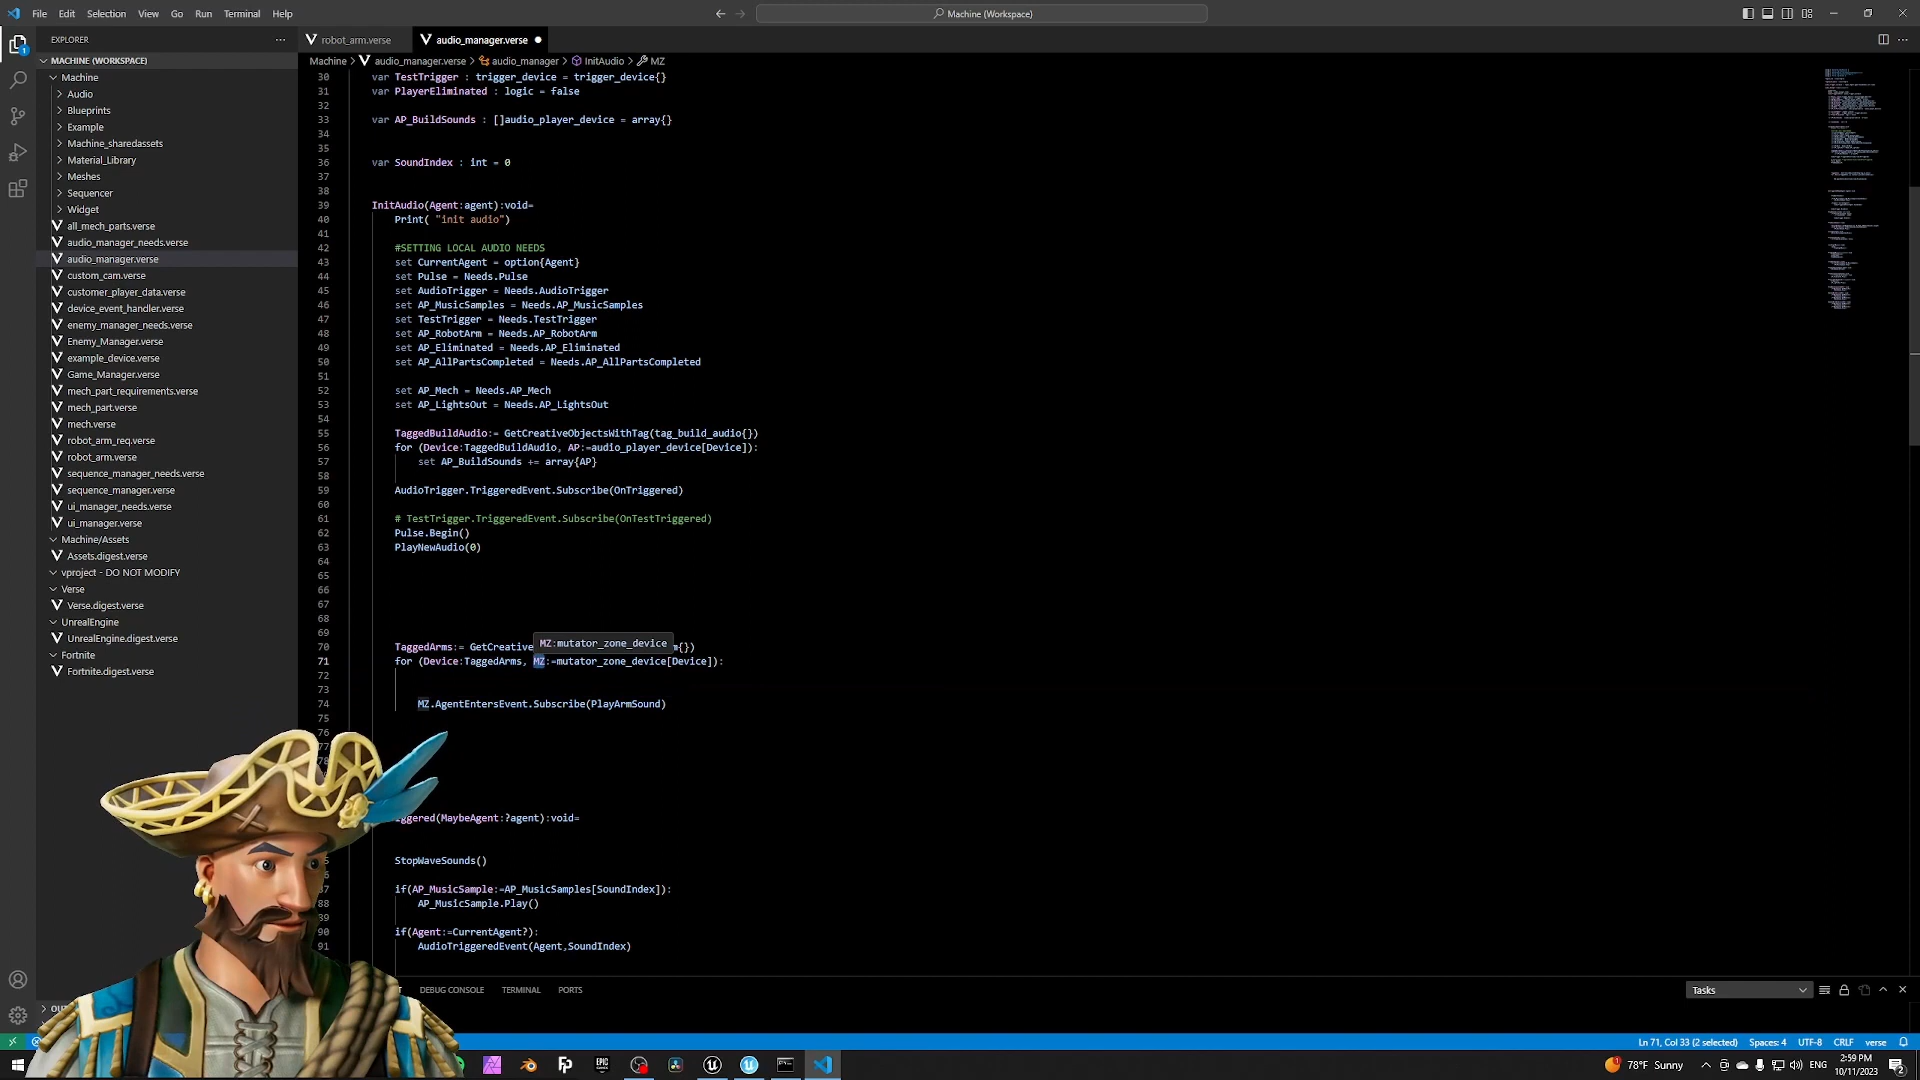 File Edit Selection View Go Run Terminal Help
Machine (Workspace)
EXPLORER
robot_arm.verse
audio_manager.verse
MACHINE (WORKSPACE)
Machine > audio_manager.verse > audio_manager > InitAudio > MZ
Machine
Audio
Blueprints
Example
Machine_sharedassets
Material_Library
Meshes
Sequencer
Widget
all_mech_parts.verse
audio_manager_needs.verse
audio_manager.verse
custom_cam.verse
customer_player_data.verse
device_event_handler.verse
enemy_manager_needs.verse
Enemy_Manager.verse
example_device.verse
Game_Manager.verse
mech_part_requirements.verse
mech_part.verse
mech.verse
robot_arm_req.verse
robot_arm.verse
sequence_manager_needs.verse
sequence_manager.verse
ui_manager_needs.verse
ui_manager.verse
Machine/Assets
Assets.digest.verse
vproject - DO NOT MODIFY
Verse
Verse.digest.verse
UnrealEngine
UnrealEngine.digest.verse
Fortnite
Fortnite.digest.verse
OU
30 var TestTrigger : trigger_device = trigger_device{}
31 var PlayerEliminated : logic = false
32
33 var AP_BuildSounds : []audio_player_device = array{}
34
35
36 var SoundIndex : int = 0
37
38
39 InitAudio(Agent:agent):void=
40 Print( "init audio")
41
42 #SETTING LOCAL AUDIO NEEDS
43 set CurrentAgent = option{Agent}
44 set Pulse = Needs.Pulse
45 set AudioTrigger = Needs.AudioTrigger
46 set AP_MusicSamples = Needs.AP_MusicSamples
47 set TestTrigger = Needs.TestTrigger
48 set AP_RobotArm = Needs.AP_RobotArm
49 set AP_Eliminated = Needs.AP_Eliminated
50 set AP_AllPartsCompleted = Needs.AP_AllPartsCompleted
51
52 set AP_Mech = Needs.AP_Mech
53 set AP_LightsOut = Needs.AP_LightsOut
54
55 TaggedBuildAudio:= GetCreativeObjectsWithTag(tag_build_audio{})
56 for (Device:TaggedBuildAudio, AP:=audio_player_device[Device]):
57 set AP_BuildSounds += array{AP}
58
59 AudioTrigger.TriggeredEvent.Subscribe(OnTriggered)
60
61 # TestTrigger.TriggeredEvent.Subscribe(OnTestTriggered)
62 Pulse.Begin()
63 PlayNewAudio(0)
64
65
66
67
68
69
MZ:mutator_zone_device
70 TaggedArms:= GetCreative m{})
71 for (Device:TaggedArms, MZ:=mutator_zone_device[Device]):
72
73
74 MZ.AgentEntersEvent.Subscribe(PlayArmSound)
75
76
77
iggered(MaybeAgent:?agent):void=
StopWaveSounds()
if(AP_MusicSample:=AP_MusicSamples[SoundIndex]):
88 AP_MusicSample.Play()
89
90 if(Agent:=CurrentAgent?):
91 AudioTriggeredEvent(Agent,SoundIndex)
DEBUG CONSOLE TERMINAL PORTS
Tasks
Ln 71, Col 33 (2 selected) Spaces: 4 UTF-8 CRLF verse
78°F Sunny ENG
2:59 PM
10/11/2023